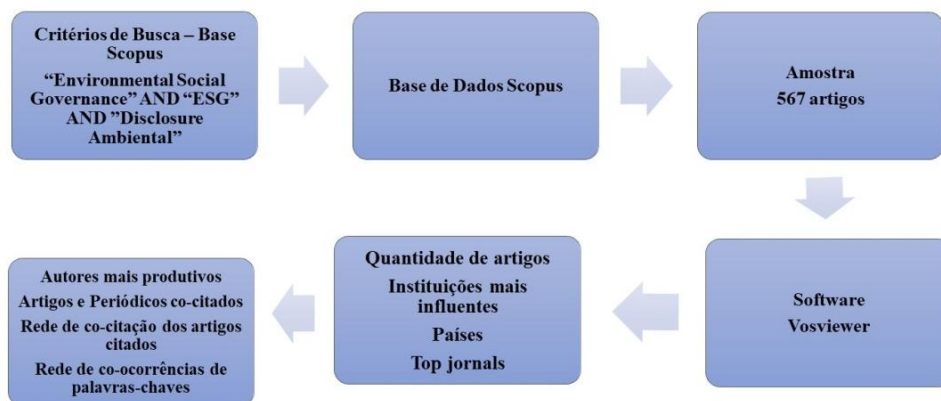 Critérios de Busca – Base
Scopus
“Environmental Social
Governance” AND “ESG”
AND ”Disclosure
Ambiental”
Base de Dados Scopus
Amostra
567 artigos
Software
Vosviewer
Quantidade de artigos
Instituições mais
influentes
Países
Top jornals
Autores mais produtivos
Artigos e Periódicos co-citados
Rede de co-citação dos artigos
citados
Rede de co-ocorrências de
palavras-chaves